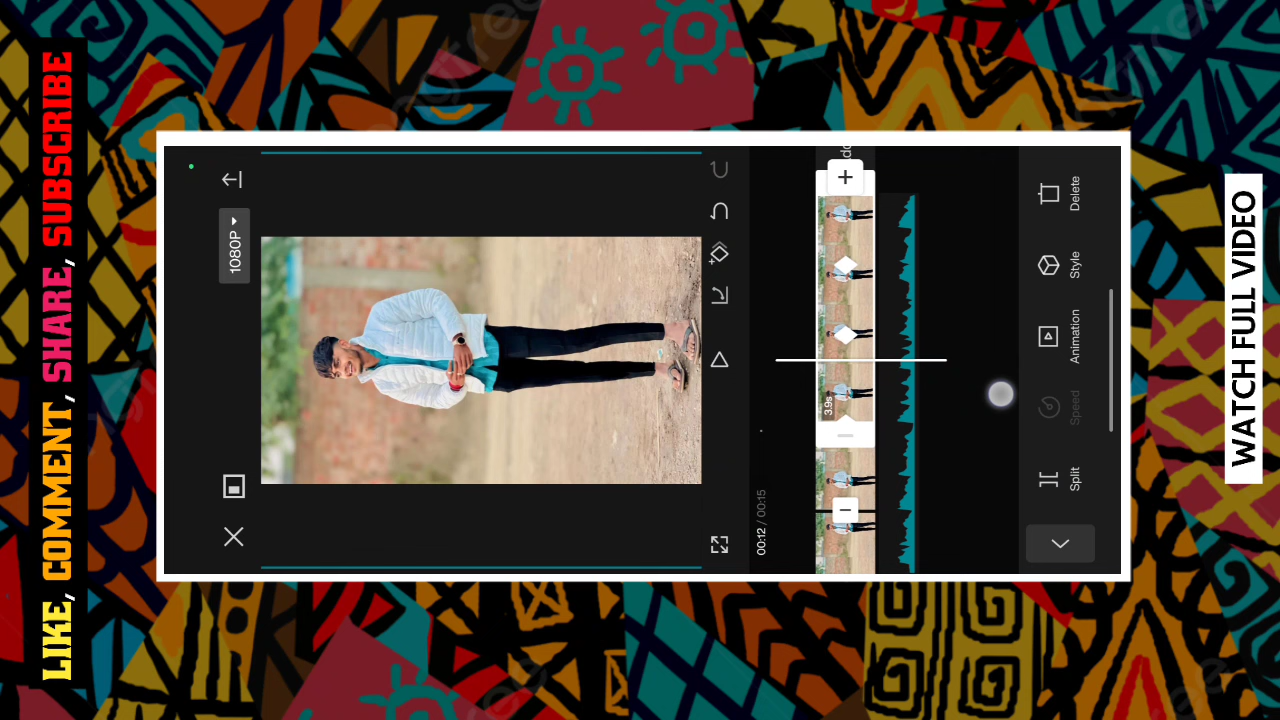 LIKE, COMMENT, SHARE, SUBSCRIBE
1080P
00:12 / 00:15
3.9s
Split
Speed
Animation
Style
Delete
WATCH FULL VIDEO